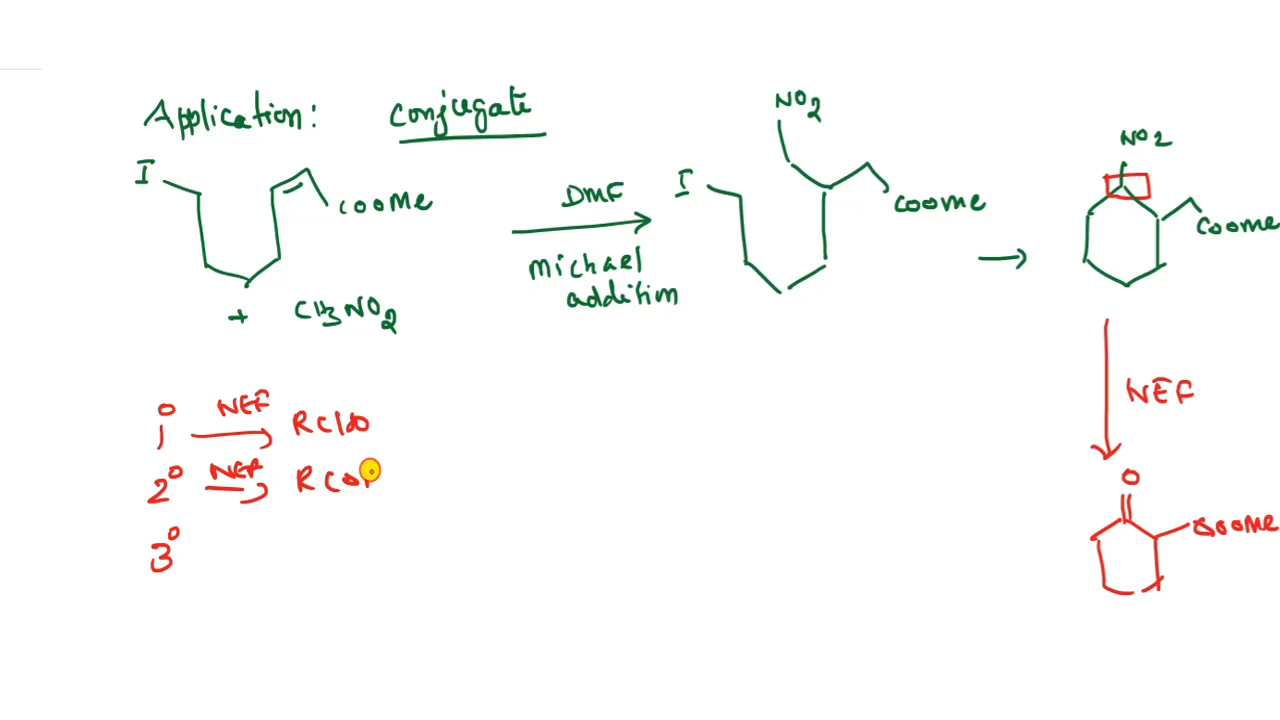 Application: conjugate
I
COOMe
+ CH3NO2
DMF
Michael
addition
NO2
I
COOMe
NO2
COOMe
NEF
O
COOMe
1° NEF RCHO
2° NEF
3°